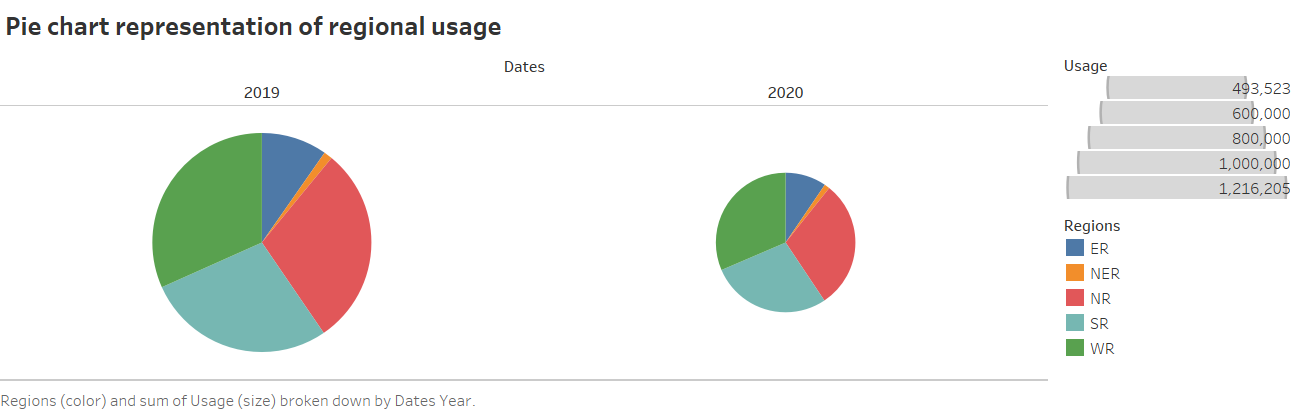 Pie chart representation of regional usage
Dates
2019
2020
Usage
493,523
600,000
800,000
1,000,000
1,216,205
Regions
ER
NER
NR
SR
WR
Regions (color) and sum of Usage (size) broken down by Dates Year.